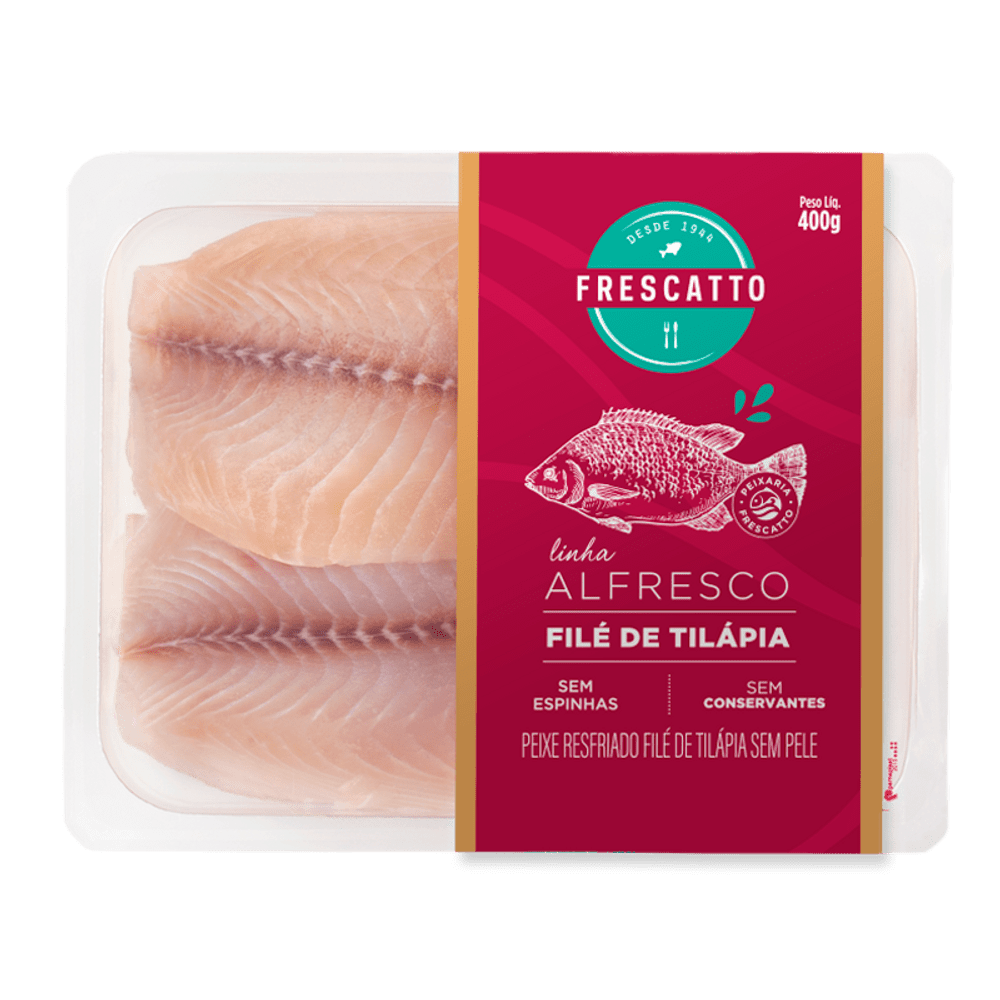 Peso Líq.
400g
DESDE 1944
FRESCATTO
PEIXARIA
FRESCATTO
linha
ALFRESCO
FILÉ DE TILÁPIA
SEM
ESPINHAS
SEM
CONSERVANTES
PEIXE RESFRIADO FILÉ DE TILÁPIA SEM PELE